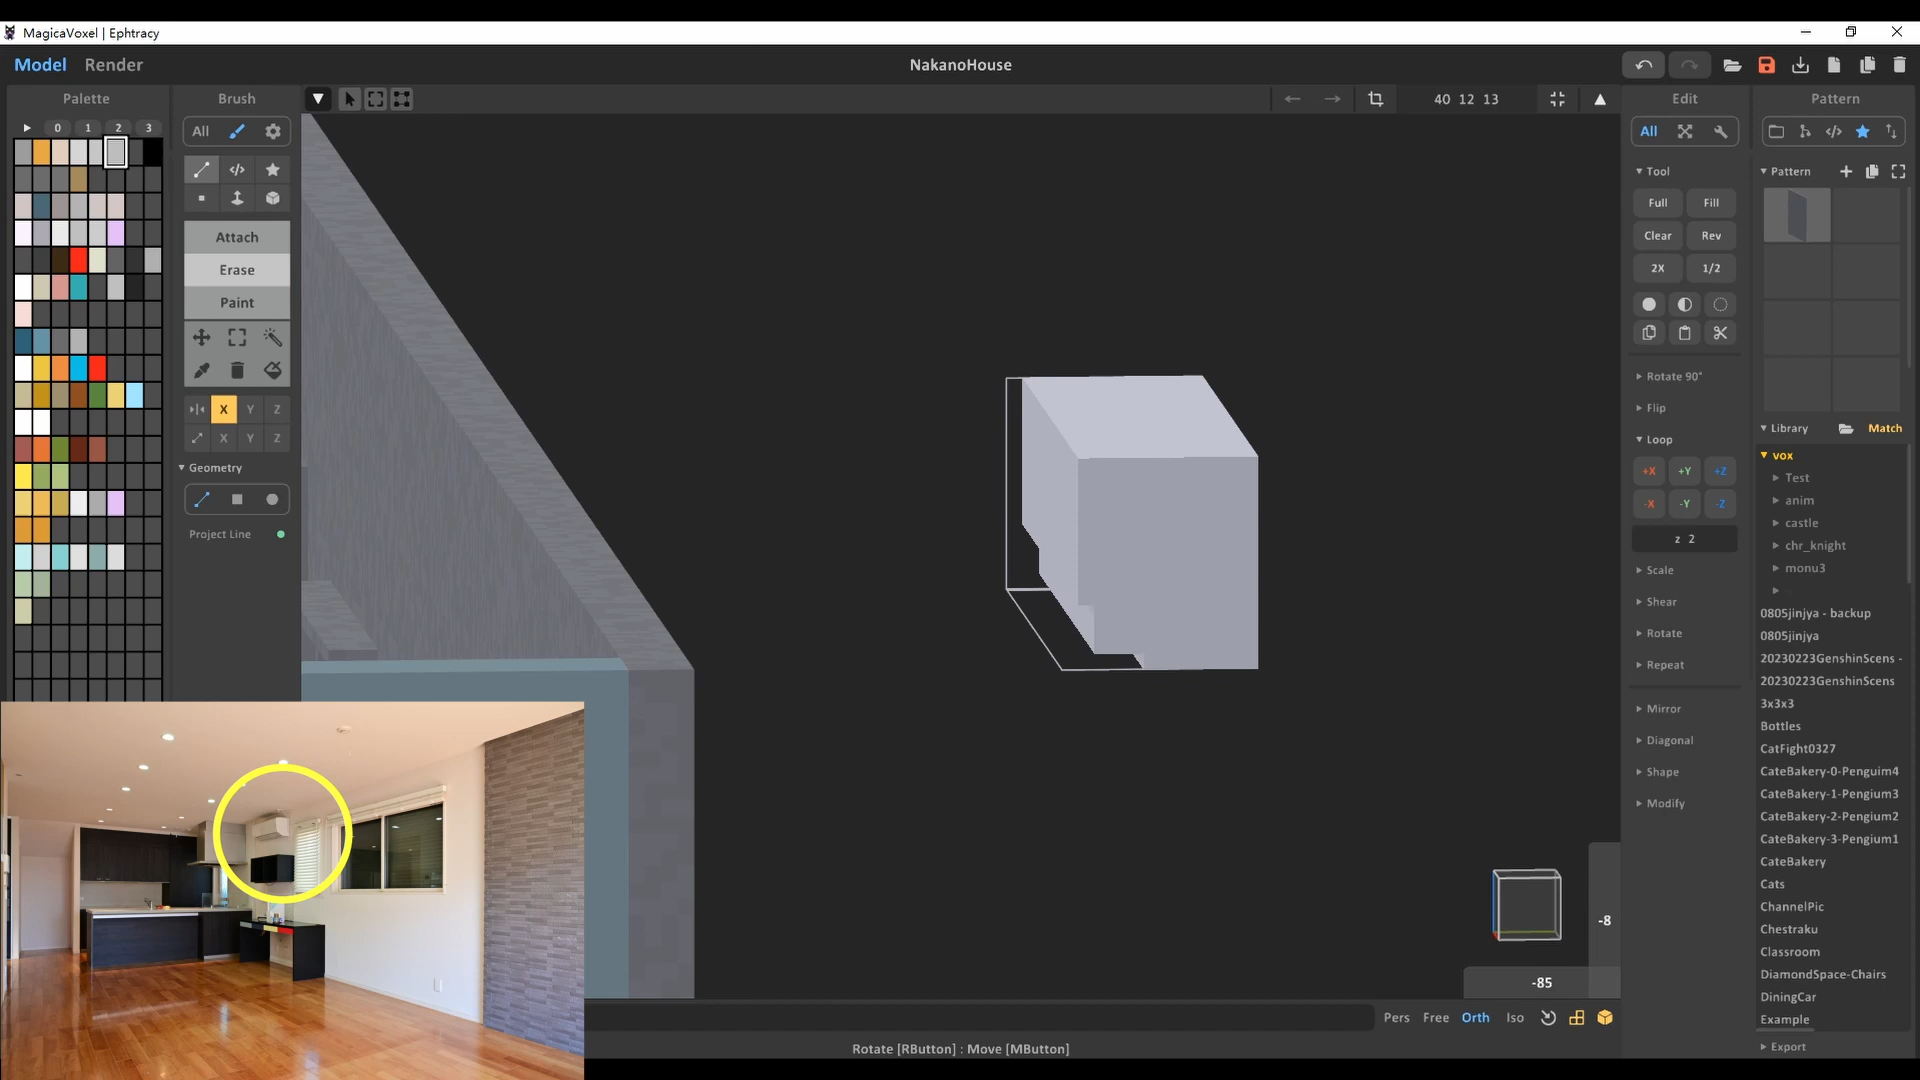 MagicaVoxel | Ephtracy
Model Render
NakanoHouse
Palette
0 1 2 3
Brush
All
Attach
Erase
Paint
X Y Z
X Y Z
Geometry
Project Line
40 12 13
-8
-85
Pers Free Orth Iso
Rotate [RButton] : Move [MButton]
Edit
All
Tool
Full Fill
Clear Rev
2X 1/2
Rotate 90°
Flip
Loop
+X +Y +Z
-X -Y -Z
z 2
Scale
Shear
Rotate
Repeat
Mirror
Diagonal
Shape
Modify
Pattern
Pattern
Library Match
vox
Test
anim
castle
chr_knight
monu3
0805jinjya - backup
0805jinjya
20230223GenshinScens -
20230223GenshinScens
3x3x3
Bottles
CatFight0327
CateBakery-0-Penguim4
CateBakery-1-Pengium3
CateBakery-2-Pengium2
CateBakery-3-Pengium1
CateBakery
Cats
ChannelPic
Chestraku
Classroom
DiamondSpace-Chairs
DiningCar
Example
Export